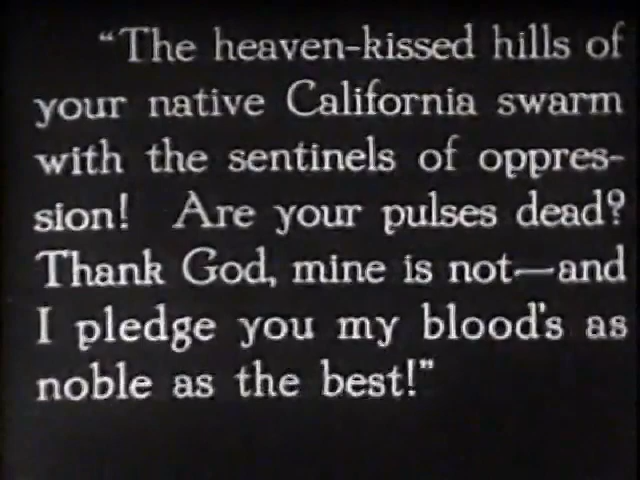 “The heaven-kissed hills of
your native California swarm
with the sentinels of oppres-
sion! Are your pulses dead?
Thank God, mine is not—and
I pledge you my blood's as
noble as the best!”